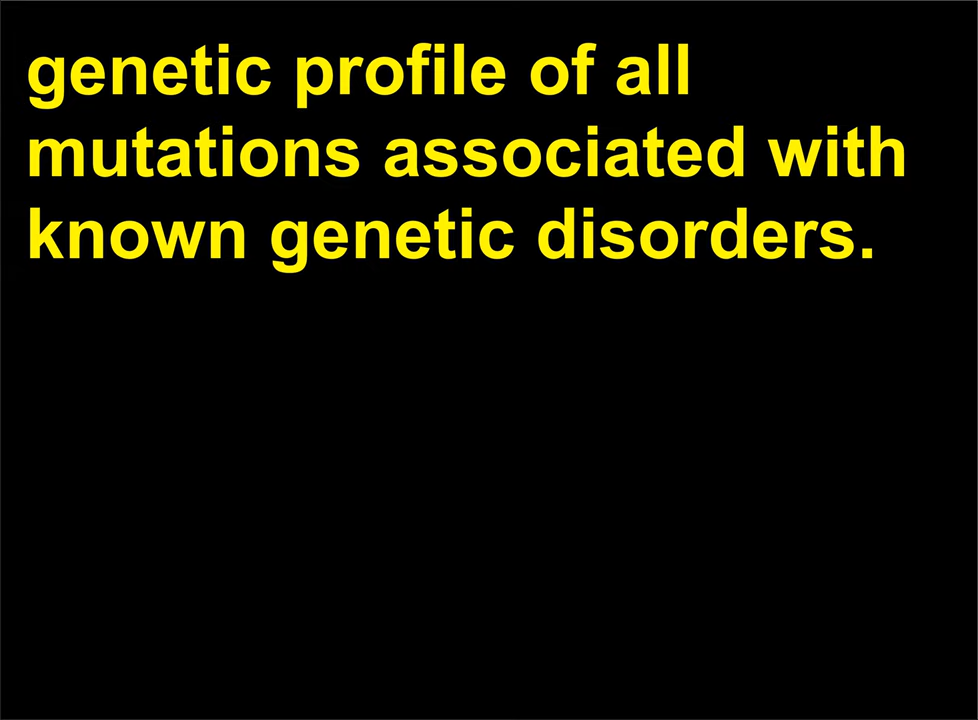 genetic profile of all
mutations associated with
known genetic disorders.